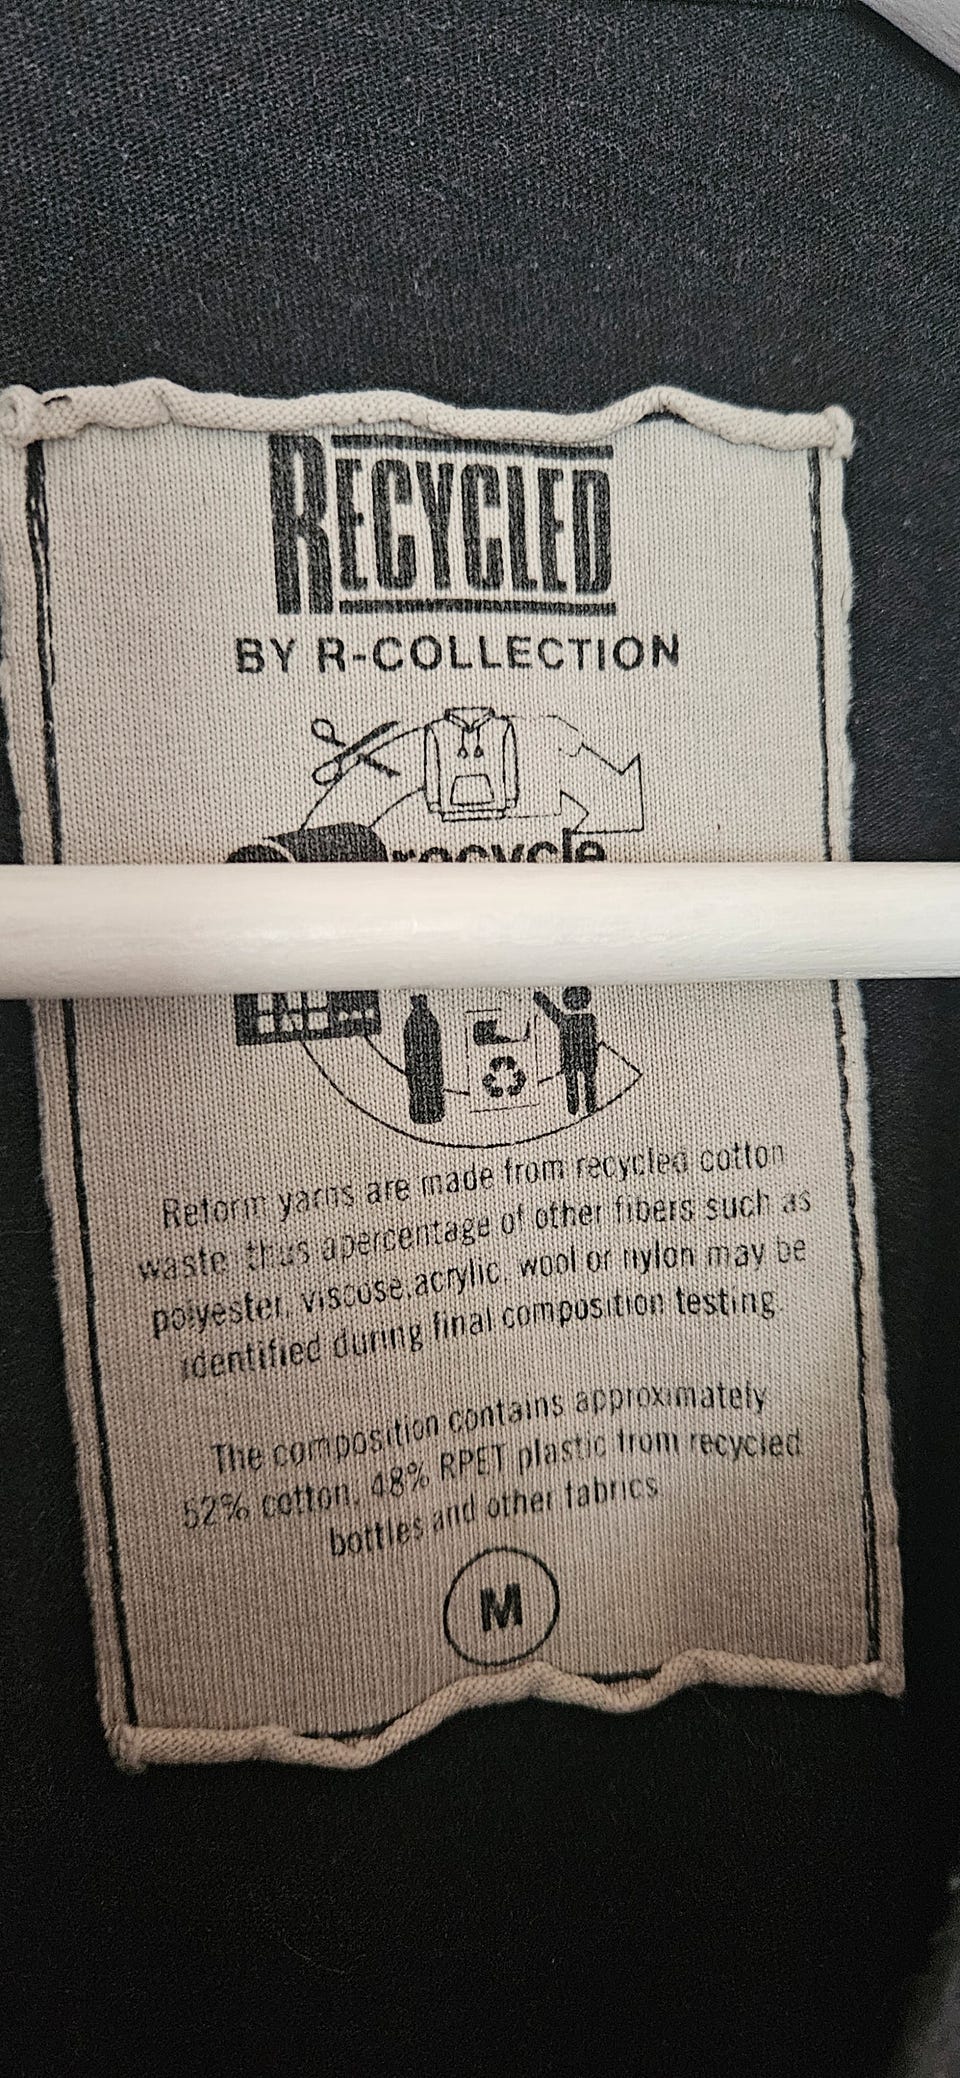 RECYCLED
BY R-COLLECTION
recycle
Reform yarns are made from recycled cotton
waste, thus apercentage of other fibers such as
polyester, viscose,acrylic, wool or nylon may be
identified during final composition testing.
The composition contains approximately
52% cotton, 48% RPET plastic from recycled
bottles and other fabrics
M